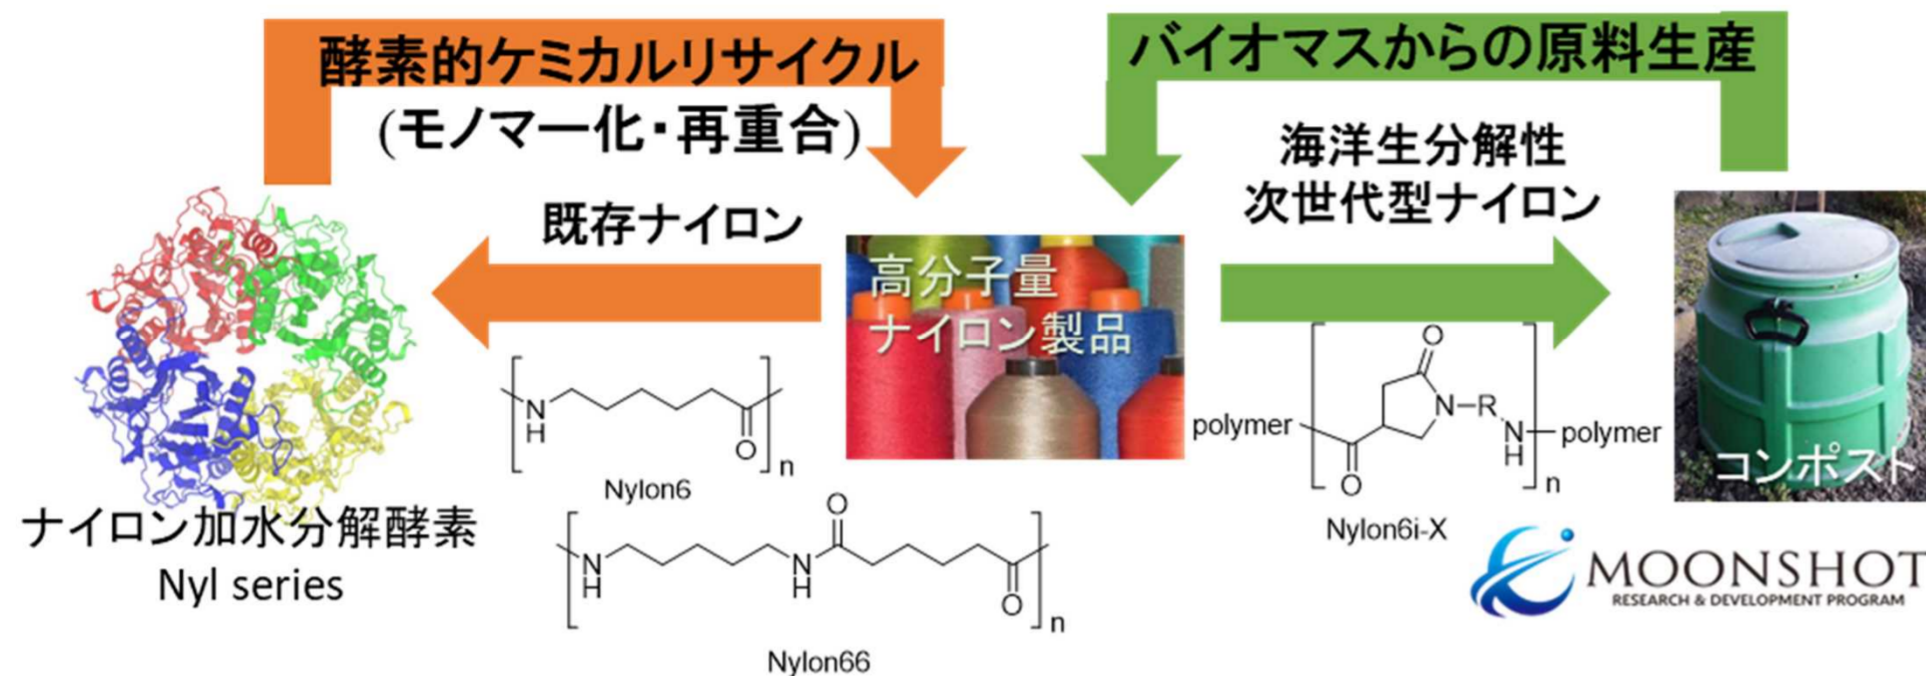 酵素的ケミカルリサイクル
(モノマー化・再重合)
既存ナイロン
ナイロン加水分解酵素
Nyl series
N
H
O
n
Nylon6
N
H
N
H
O
O
n
Nylon66
高分子量
ナイロン製品
バイオマスからの原料生産
海洋生分解性
次世代型ナイロン
polymer
O
O
N-R
N
H
n
polymer
Nylon6i-X
コンポスト
MOONSHOT
RESEARCH & DEVELOPMENT PROGRAM